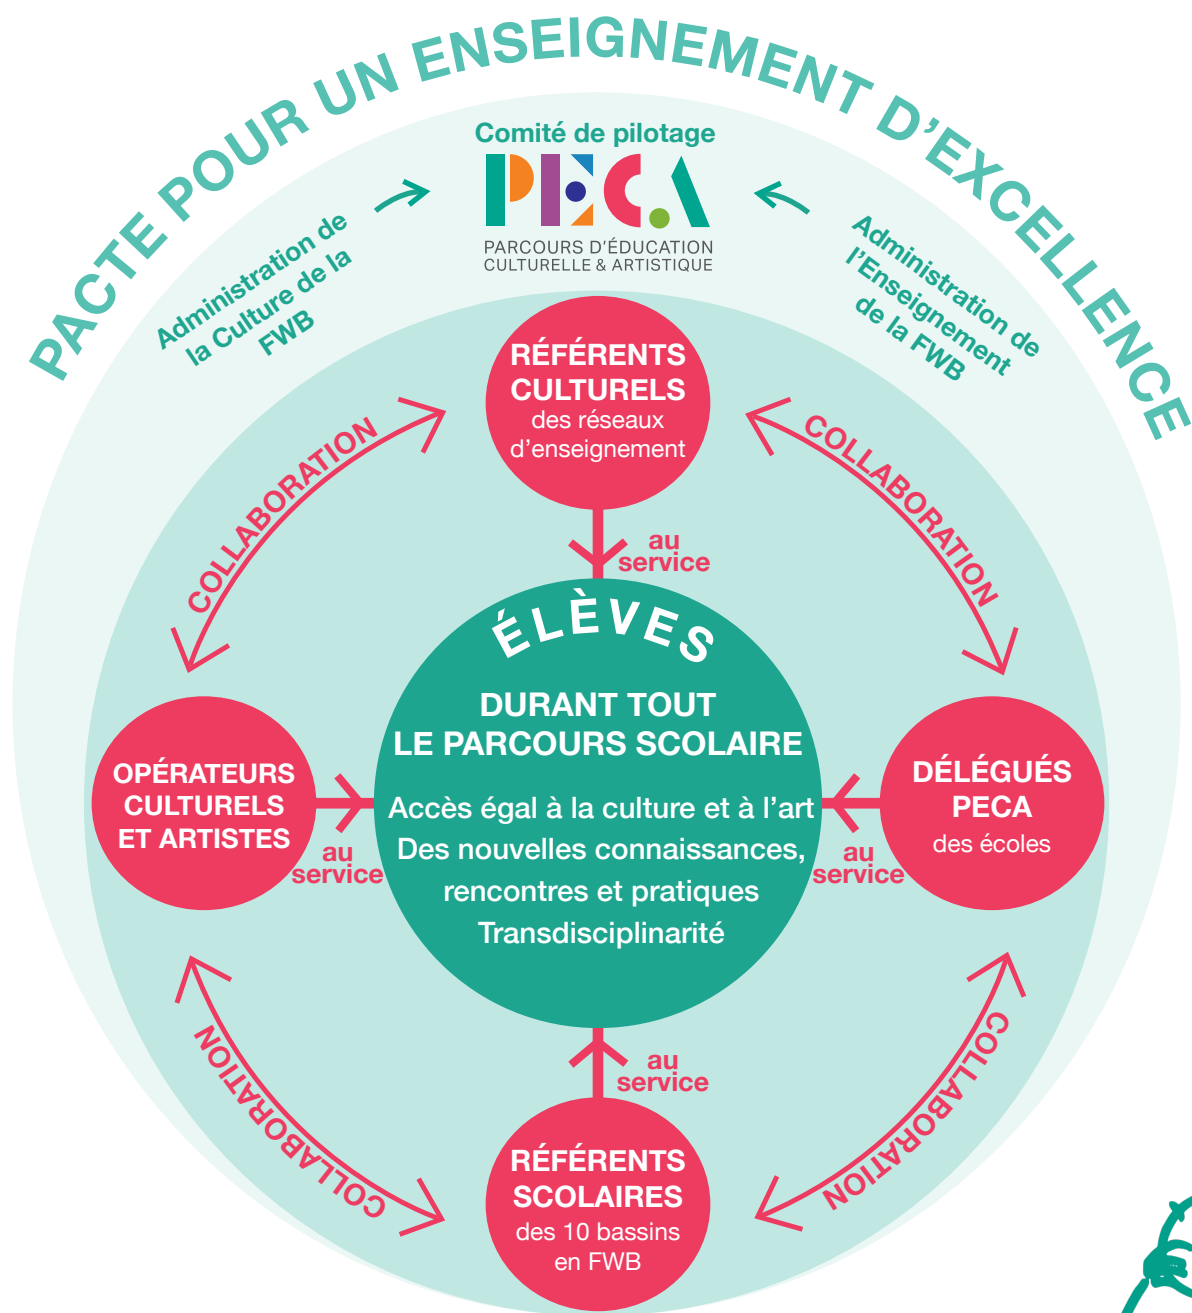 PACTE POUR UN ENSEIGNEMENT D'EXCELLENCE
Comité de pilotage
PECA
PARCOURS D'ÉDUCATION
CULTURELLE & ARTISTIQUE
Administration de
la Culture de la
FWB
Administration de
l'Enseignement
de la FWB
RÉFÉRENTS
CULTURELS
des réseaux
d'enseignement
COLLABORATION
COLLABORATION
au
service
ÉLÈVES
DURANT TOUT
LE PARCOURS SCOLAIRE
Accès égal à la culture et à l'art
Des nouvelles connaissances,
rencontres et pratiques
Transdisciplinarité
OPÉRATEURS
CULTURELS
ET ARTISTES
au
service
DÉLÉGUÉS
PECA
des écoles
au
service
COLLABORATION
COLLABORATION
au
service
RÉFÉRENTS
SCOLAIRES
des 10 bassins
en FWB